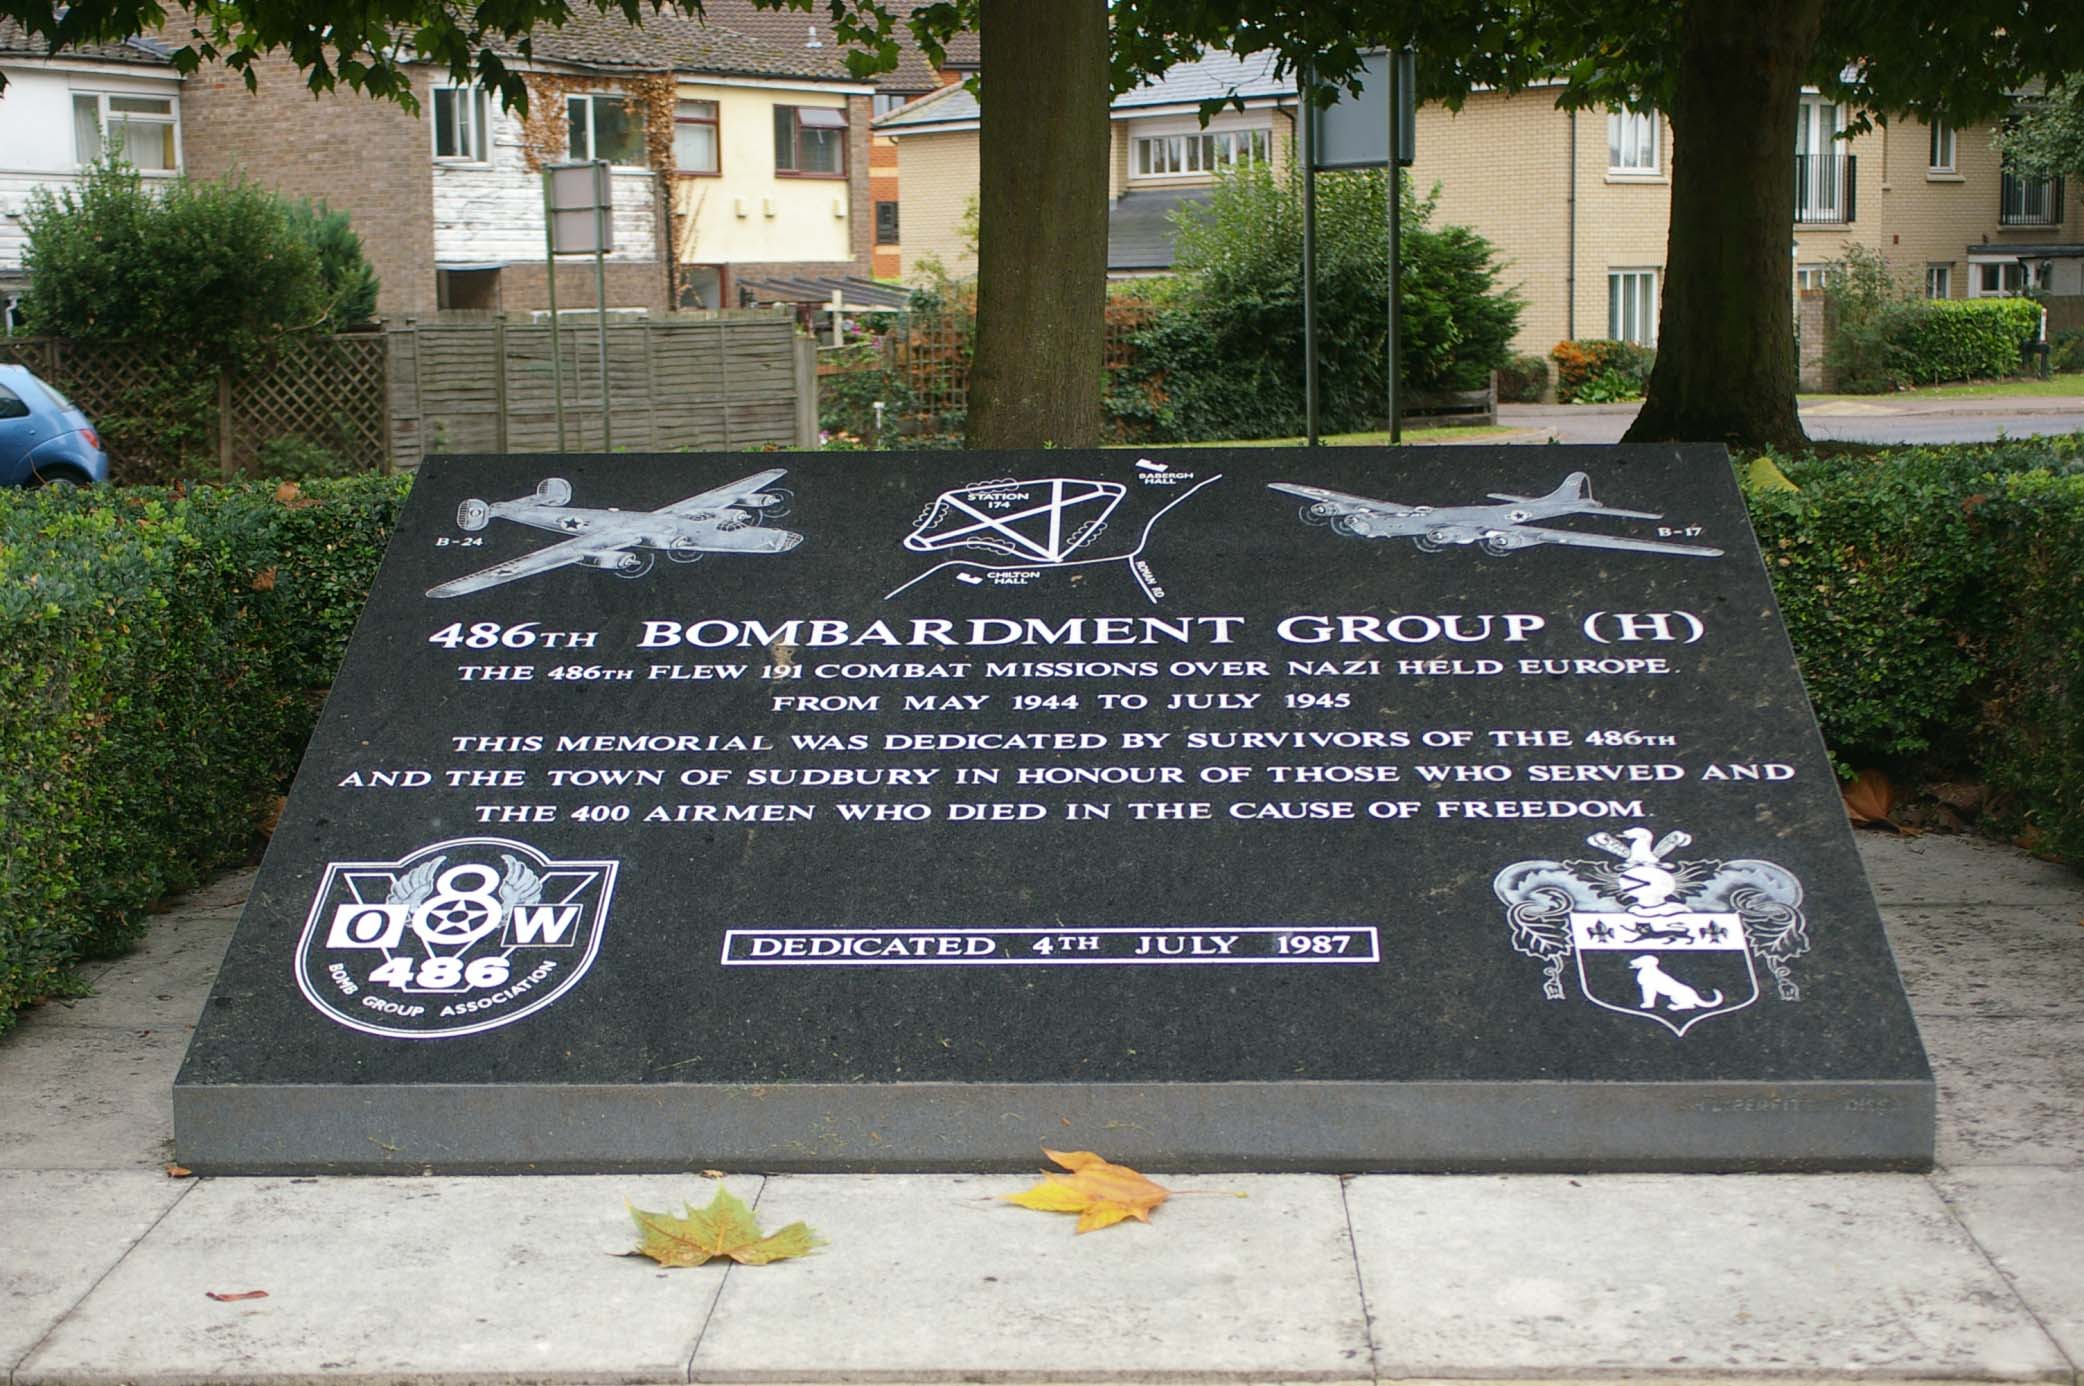 BABERGH
HALL
STATION
174
B-24
B-17
CHILTON
HALL
ROMAN RD
486TH BOMBARDMENT GROUP (H)
THE 486TH FLEW 191 COMBAT MISSIONS OVER NAZI HELD EUROPE.
FROM MAY 1944 TO JULY 1945
THIS MEMORIAL WAS DEDICATED BY SURVIVORS OF THE 486TH
AND THE TOWN OF SUDBURY IN HONOUR OF THOSE WHO SERVED AND
THE 400 AIRMEN WHO DIED IN THE CAUSE OF FREEDOM.
8
O W
486
BOMB GROUP ASSOCIATION
DEDICATED 4TH JULY 1987